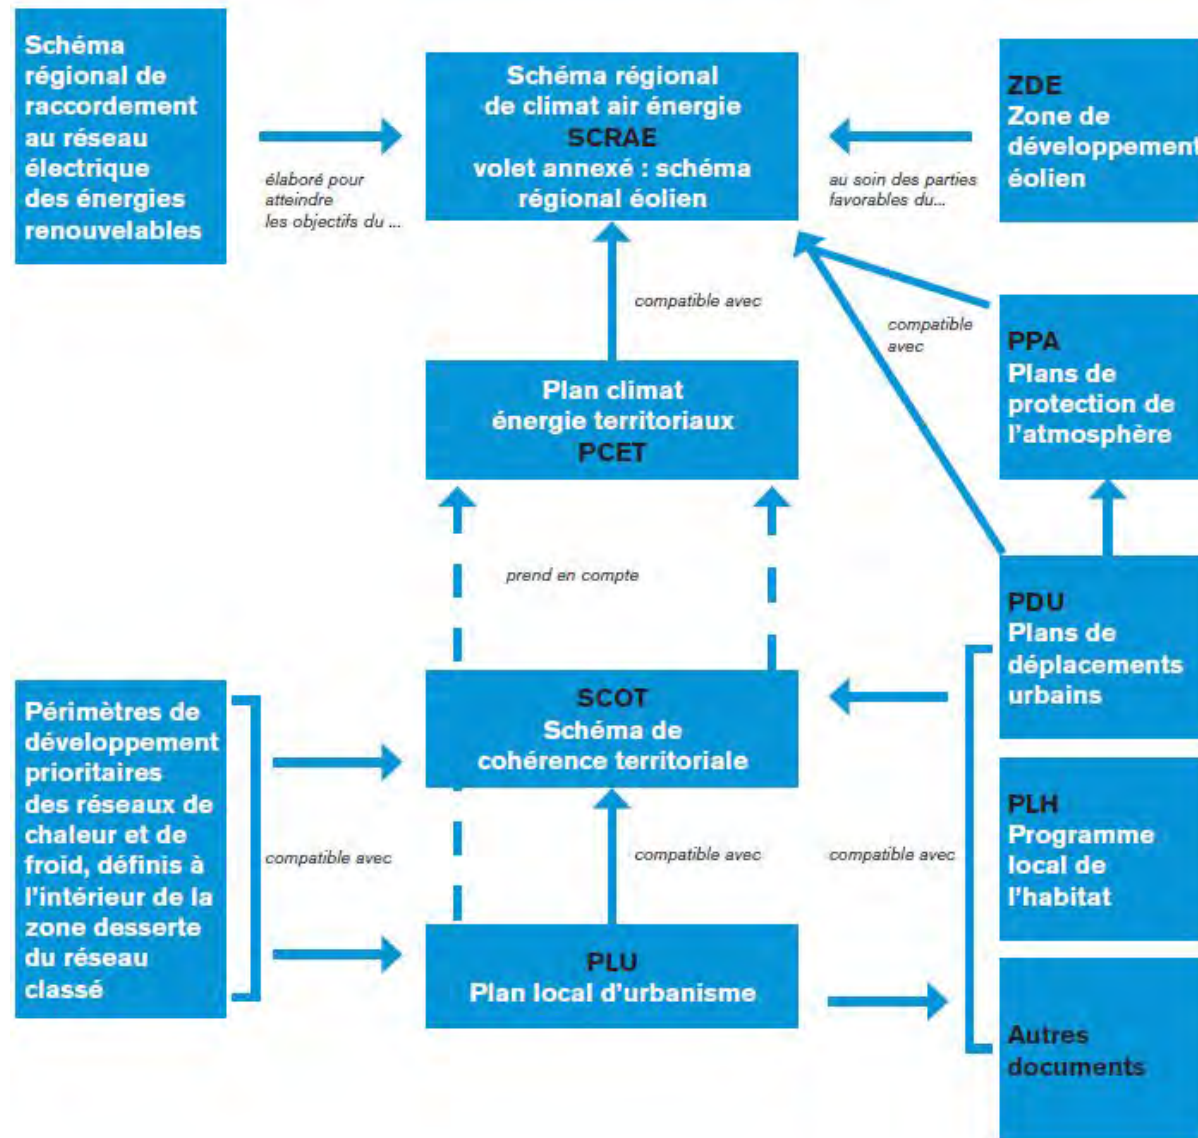 Schéma
régional de
raccordement
au réseau
électrique
des énergies
renouvelables
élaboré pour
atteindre
les objectifs du ...
Schéma régional
de climat air énergie
SCRAE
volet annexé : schéma
régional éolien
au soin des parties
favorables du...
ZDE
Zone de
développement
éolien
compatible avec
compatible
avec
PPA
Plans de
protection de
l'atmosphère
Plan climat
énergie territoriaux
PCET
prend en compte
PDU
Plans de
déplacements
urbains
SCOT
Schéma de
cohérence territoriale
Périmètres de
développement
prioritaires
des réseaux de
chaleur et de
froid, définis à
l'intérieur de la
zone desserte
du réseau
classé
compatible avec
compatible avec
compatible avec
PLH
Programme
local de
l'habitat
PLU
Plan local d'urbanisme
Autres
documents